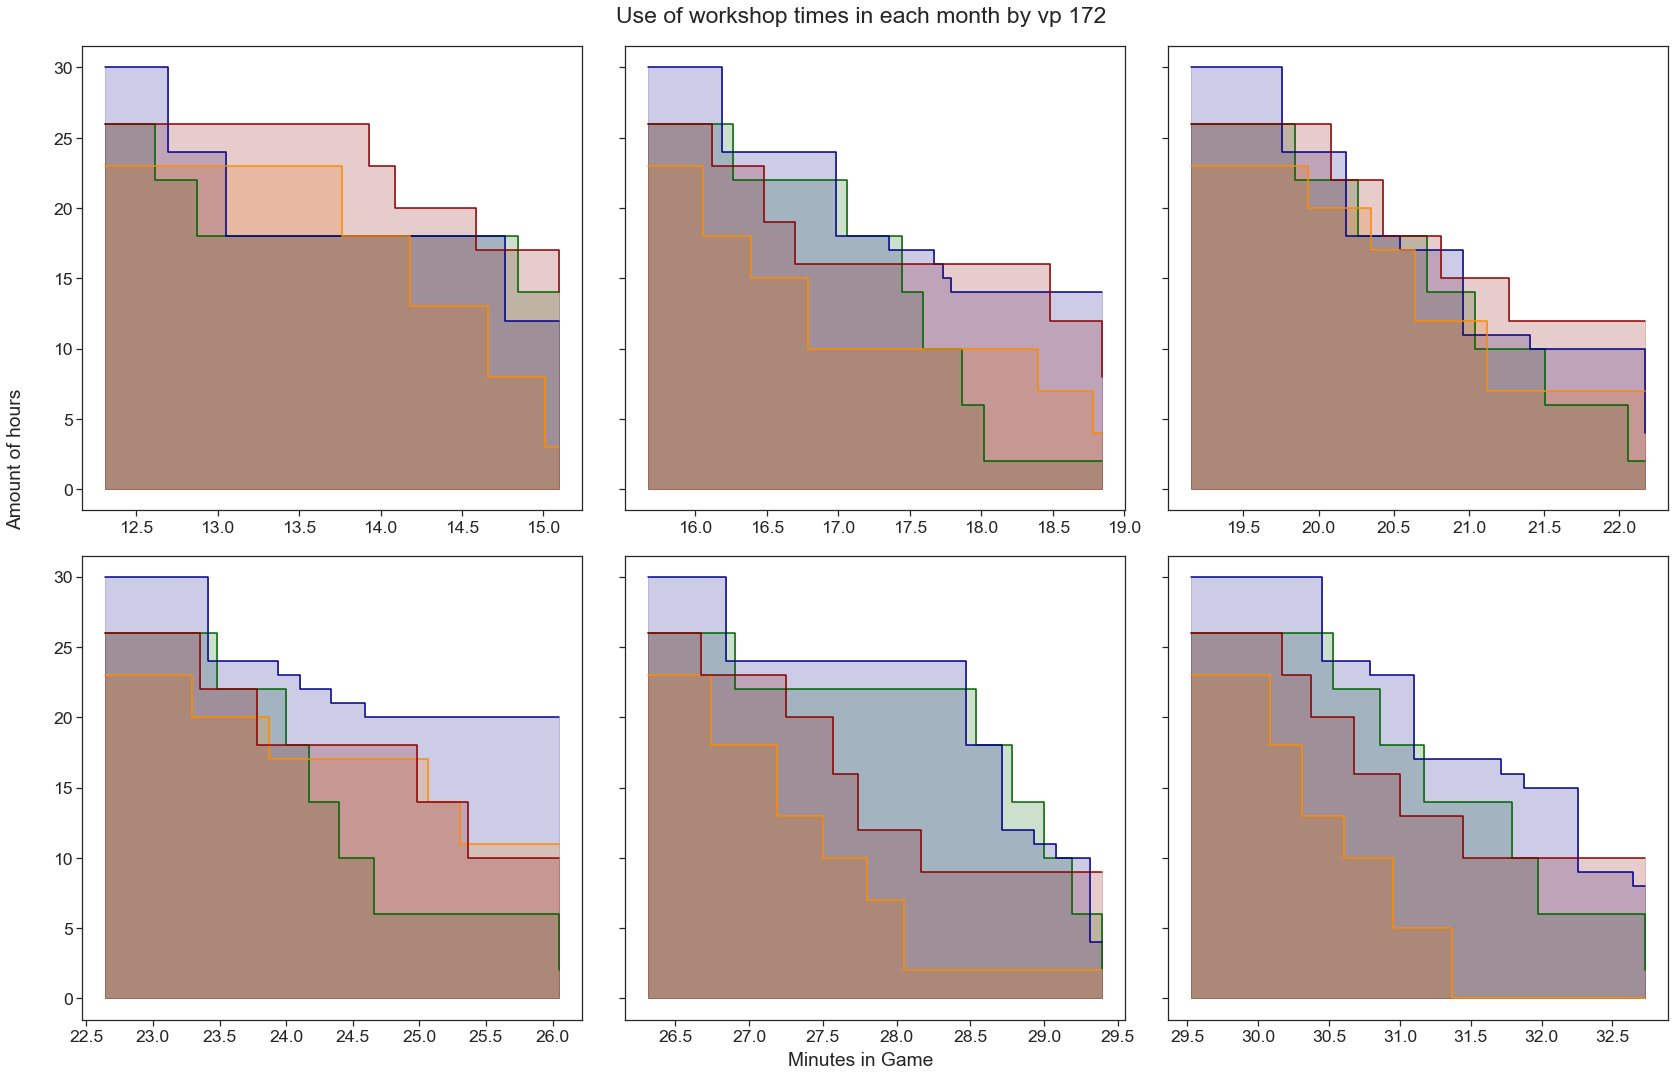 Use of workshop times in each month by vp 172
Amount of hours
30
25
20
15
10
5
0
12.5 13.0 13.5 14.0 14.5 15.0
16.0 16.5 17.0 17.5 18.0 18.5 19.0
19.5 20.0 20.5 21.0 21.5 22.0
30
25
20
15
10
5
0
22.5 23.0 23.5 24.0 24.5 25.0 25.5 26.0
26.5 27.0 27.5 28.0 28.5 29.0 29.5
29.5 30.0 30.5 31.0 31.5 32.0 32.5
Minutes in Game